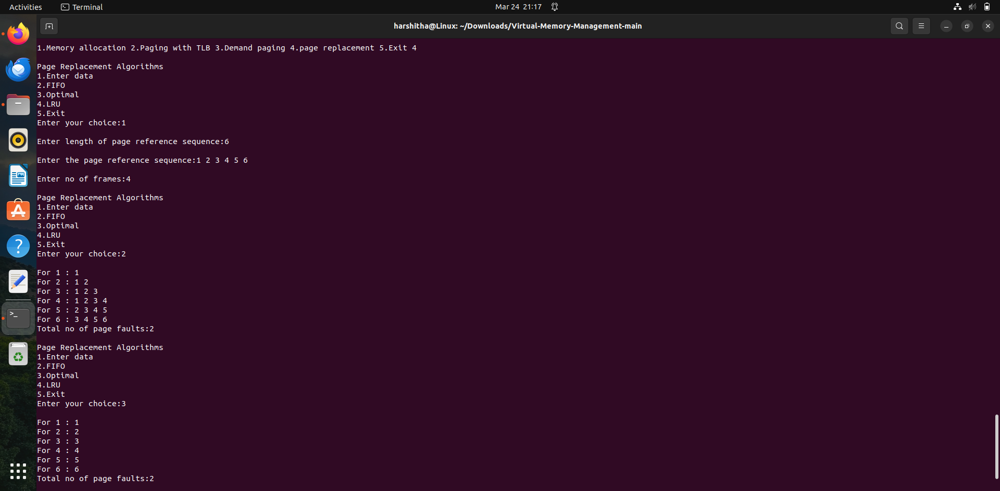 Activities Terminal Mar 24 21:17
harshitha@Linux: ~/Downloads/Virtual-Memory-Management-main
1.Memory allocation 2.Paging with TLB 3.Demand paging 4.page replacement 5.Exit 4
Page Replacement Algorithms
1.Enter data
2.FIFO
3.Optimal
4.LRU
5.Exit
Enter your choice:1
Enter length of page reference sequence:6
Enter the page reference sequence:1 2 3 4 5 6
Enter no of frames:4
Page Replacement Algorithms
1.Enter data
2.FIFO
3.Optimal
4.LRU
5.Exit
Enter your choice:2
For 1 : 1
For 2 : 1 2
For 3 : 1 2 3
For 4 : 1 2 3 4
For 5 : 2 3 4 5
For 6 : 3 4 5 6
Total no of page faults:2
Page Replacement Algorithms
1.Enter data
2.FIFO
3.Optimal
4.LRU
5.Exit
Enter your choice:3
For 1 : 1
For 2 : 2
For 3 : 3
For 4 : 4
For 5 : 5
For 6 : 6
Total no of page faults:2